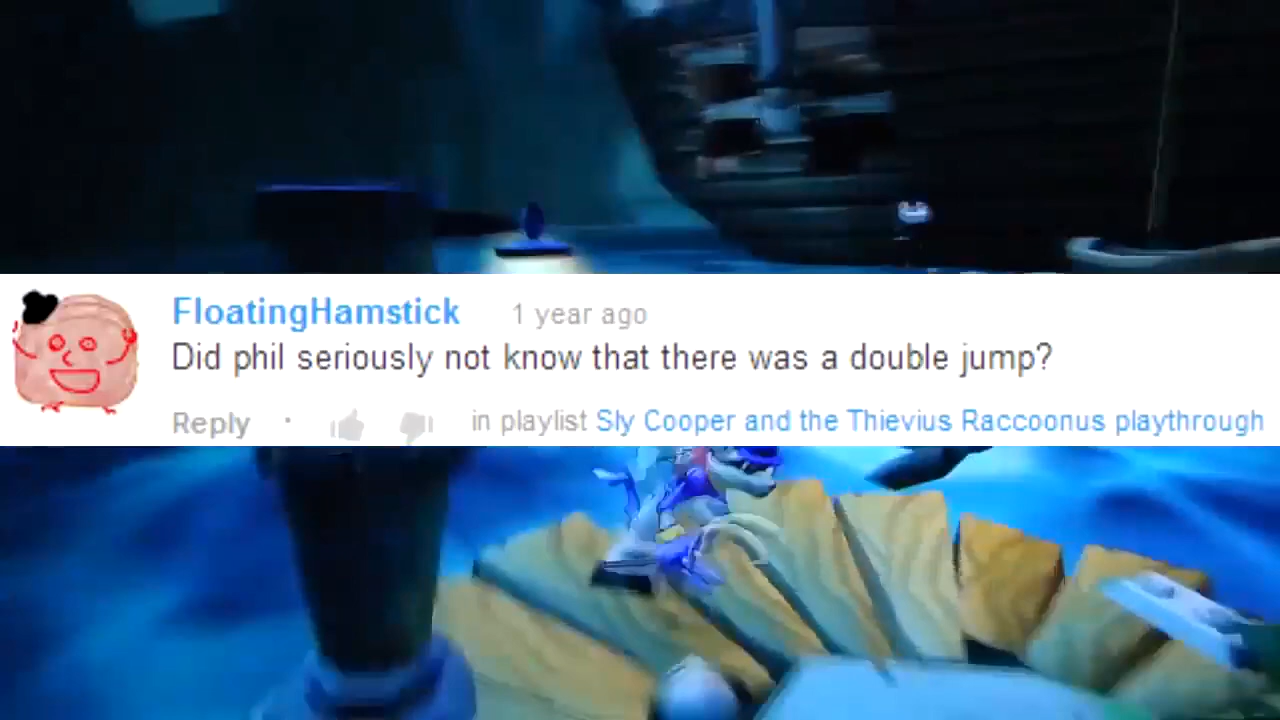 FloatingHamstick 1 year ago
Did phil seriously not know that there was a double jump?
Reply · in playlist Sly Cooper and the Thievius Raccoonus playthrough